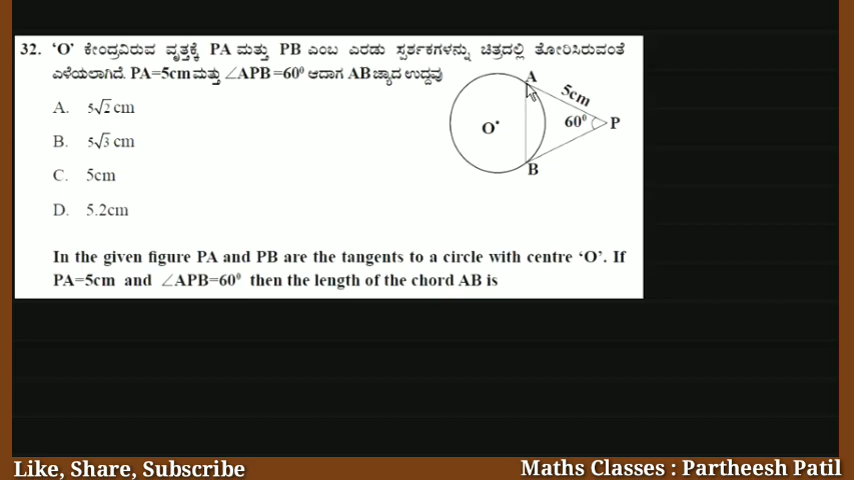 32. ‘O’ ಕೇಂದ್ರವಿರುವ ವೃತ್ತಕ್ಕೆ PA ಮತ್ತು PB ಎಂಬ ಎರಡು ಸ್ಪರ್ಶಕಗಳನ್ನು ಚಿತ್ರದಲ್ಲಿ ತೋರಿಸಿರುವಂತೆ
ಎಳೆಯಲಾಗಿದೆ. PA=5cm ಮತ್ತು ∠APB=60⁰ ಆದಾಗ AB ಜ್ಯಾದ ಉದ್ದವು
A. 5√2 cm
B. 5√3 cm
C. 5cm
D. 5.2cm
A
5cm
O
60⁰
P
B
In the given figure PA and PB are the tangents to a circle with centre ‘O’. If
PA=5cm and ∠APB=60⁰ then the length of the chord AB is
Like, Share, Subscribe
Maths Classes : Partheesh Patil